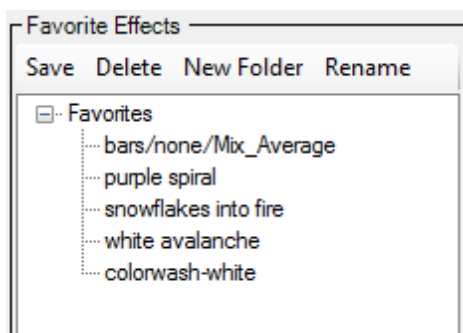 Favorite Effects
Save Delete New Folder Rename
Favorites
bars/none/Mix_Average
purple spiral
snowflakes into fire
white avalanche
colorwash-white